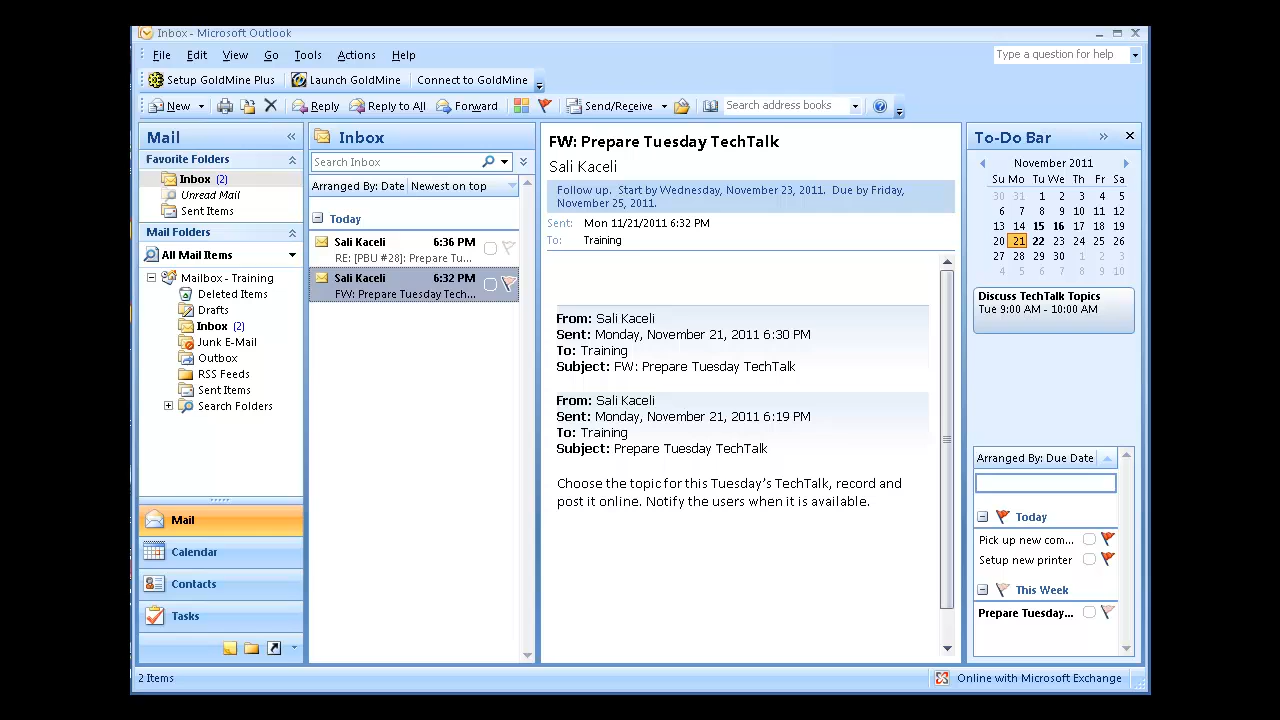 Inbox - Microsoft Outlook
File Edit View Go Tools Actions Help
Type a question for help
Setup GoldMine Plus Launch GoldMine Connect to GoldMine
New Reply Reply to All Forward Send/Receive Search address books
Mail
Favorite Folders
Inbox (2)
Unread Mail
Sent Items
Mail Folders
All Mail Items
Mailbox - Training
Deleted Items
Drafts
Inbox (2)
Junk E-Mail
Outbox
RSS Feeds
Sent Items
Search Folders
Mail
Calendar
Contacts
Tasks
Inbox
Search Inbox
Arranged By: Date Newest on top
Today
Sali Kaceli 6:36 PM
RE: [PBU #28]: Prepare Tu...
Sali Kaceli 6:32 PM
FW: Prepare Tuesday Tech...
FW: Prepare Tuesday TechTalk
Sali Kaceli
Follow up. Start by Wednesday, November 23, 2011. Due by Friday,
November 25, 2011.
Sent: Mon 11/21/2011 6:32 PM
To: Training
From: Sali Kaceli
Sent: Monday, November 21, 2011 6:30 PM
To: Training
Subject: FW: Prepare Tuesday TechTalk
From: Sali Kaceli
Sent: Monday, November 21, 2011 6:19 PM
To: Training
Subject: Prepare Tuesday TechTalk
Choose the topic for this Tuesday's TechTalk, record and
post it online. Notify the users when it is available.
To-Do Bar
November 2011
Su Mo Tu We Th Fr Sa
30 31 1 2 3 4 5
6 7 8 9 10 11 12
13 14 15 16 17 18 19
20 21 22 23 24 25 26
27 28 29 30 1 2 3
4 5 6 7 8 9 10
Discuss TechTalk Topics
Tue 9:00 AM - 10:00 AM
Arranged By: Due Date
Today
Pick up new com...
Setup new printer
This Week
Prepare Tuesday...
2 Items
Online with Microsoft Exchange